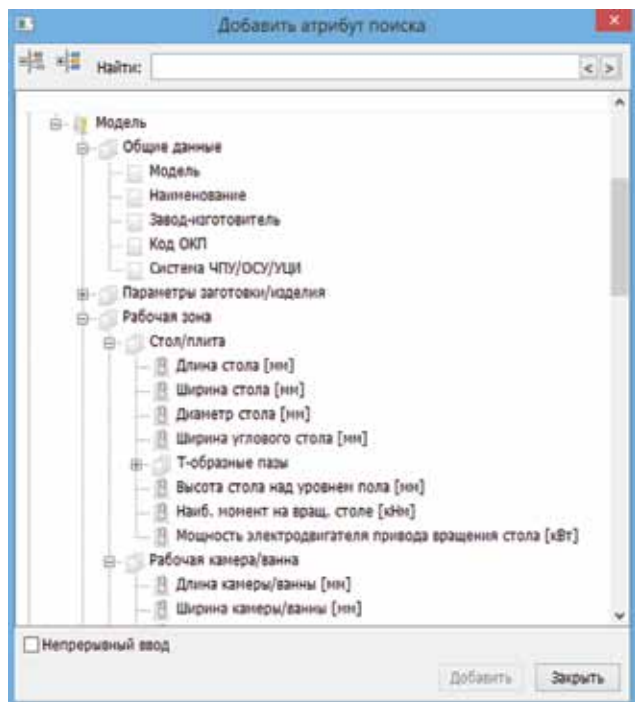 Добавить атрибут поиска
Найти:
< >
Модель
Общие данные
Модель
Наименование
Завод-изготовитель
Код ОКП
Система ЧПУ/ОСУ/УЦИ
Параметры заготовки/изделия
Рабочая зона
Стол/плита
Длина стола [мм]
Ширина стола [мм]
Диаметр стола [мм]
Ширина углового стола [мм]
Т-образные пазы
Высота стола над уровнем пола [мм]
Наиб. момент на вращ. столе [кНм]
Мощность электродвигателя привода вращения стола [кВт]
Рабочая камера/ванна
Длина камеры/ванны [мм]
Ширина камеры/ванны [мм]
Непрерывный ввод
Добавить Закрыть